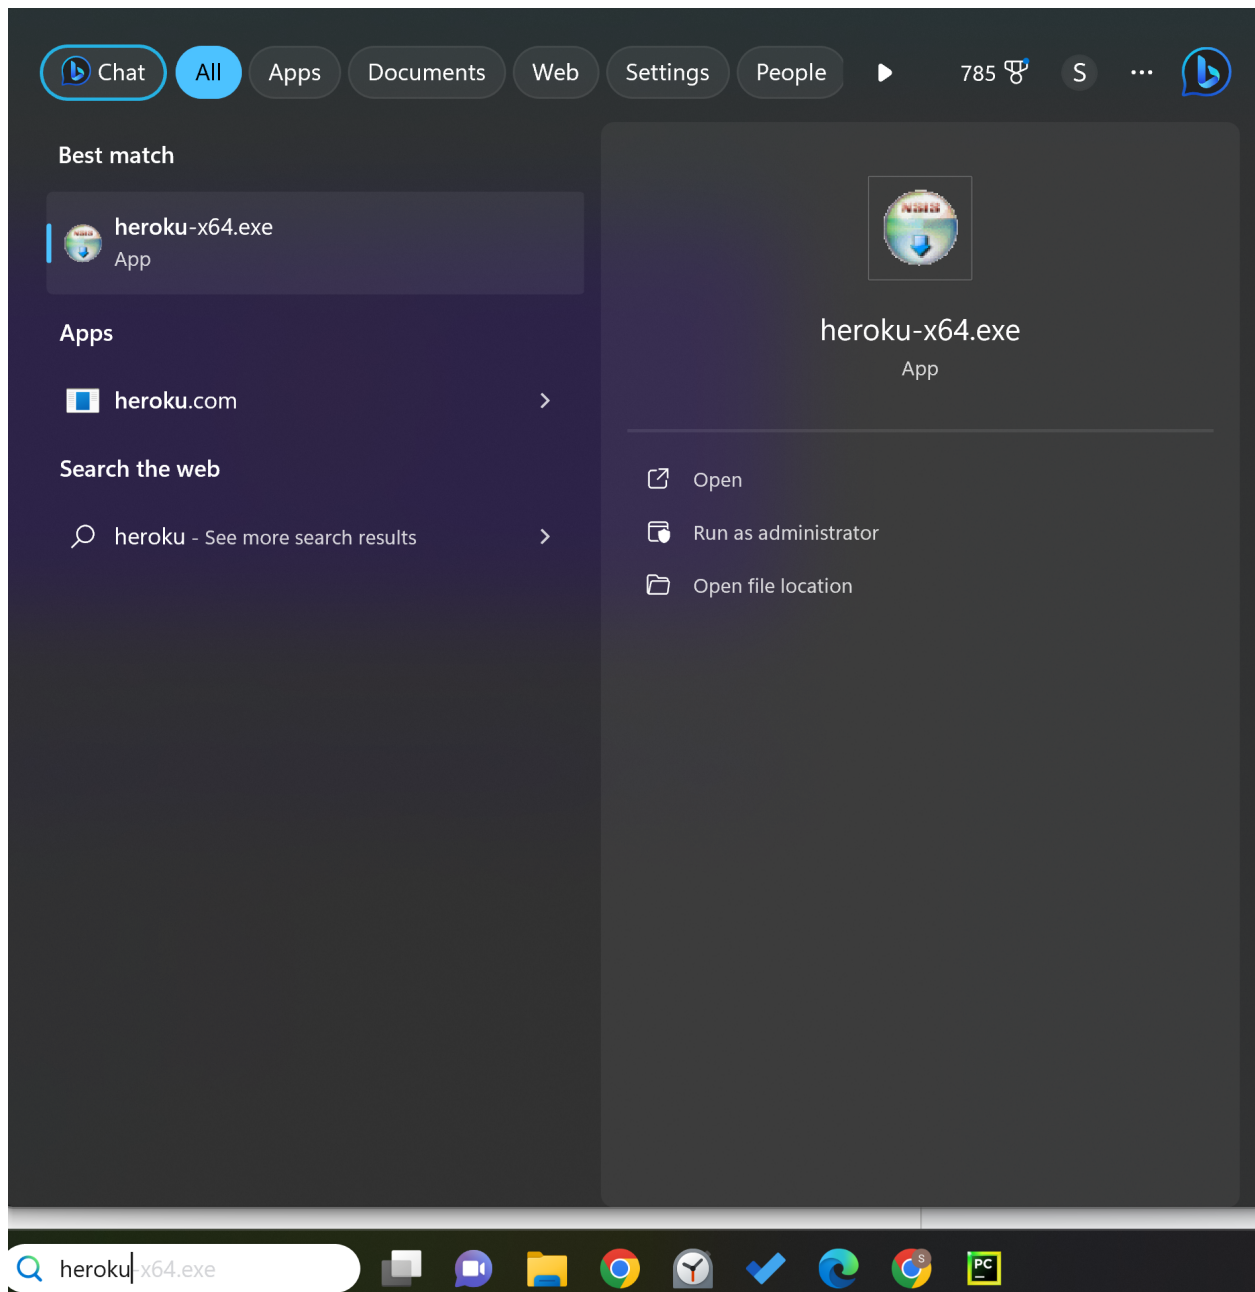 Chat All Apps Documents Web Settings People 785 S ...
Best match
heroku-x64.exe
App
Apps
heroku.com
Search the web
heroku - See more search results
NSIS
heroku-x64.exe
App
Open
Run as administrator
Open file location
heroku-x64.exe
S
PC